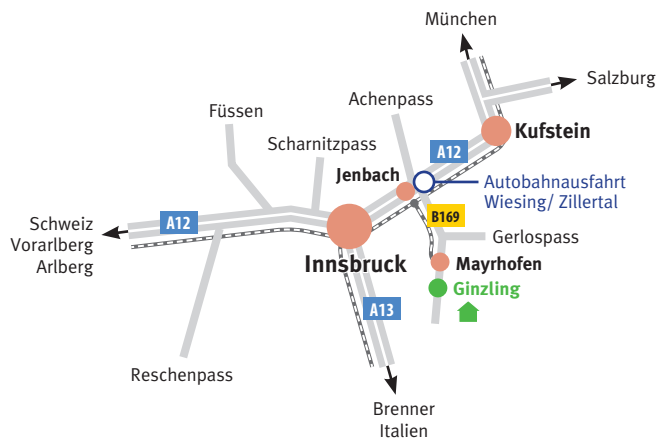 München
Salzburg
Achenpass
Füssen
Kufstein
Scharnitzpass
A12
Jenbach
Autobahnausfahrt
Wiesing/ Zillertal
B169
Schweiz
Vorarlberg
Arlberg
A12
Gerlospass
Innsbruck
Mayrhofen
Ginzling
A13
Reschenpass
Brenner
Italien